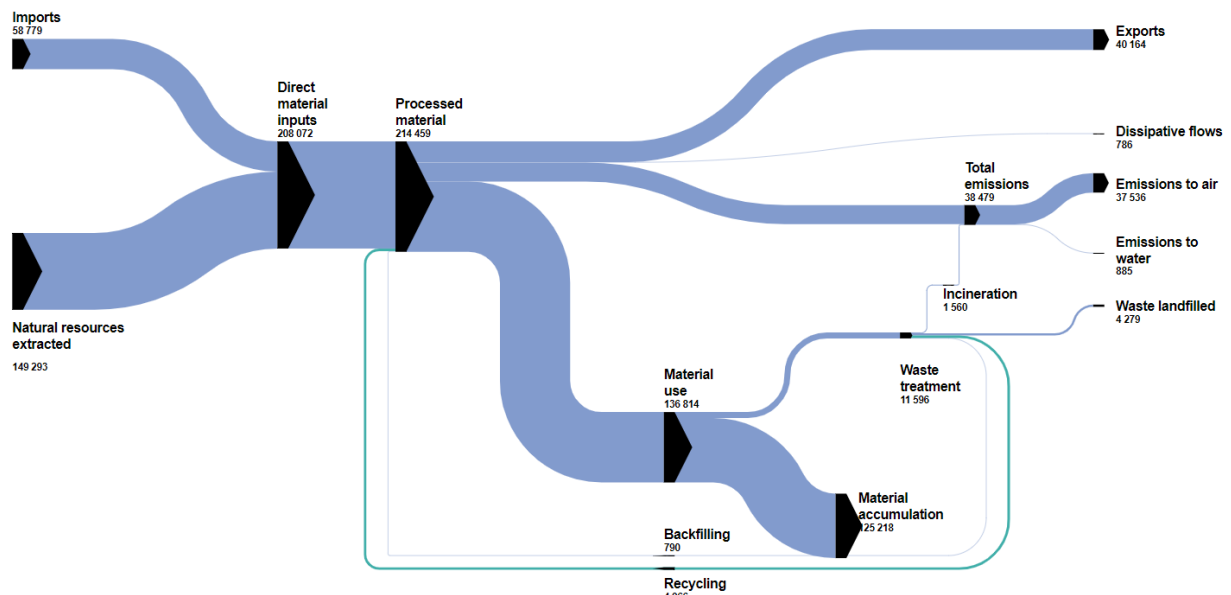 Imports
58 779
Exports
40 164
Direct
material
inputs
208 072
Processed
material
214 459
Dissipative flows
786
Total
emissions
38 479
Emissions to air
37 536
Emissions to
water
885
Incineration
1 560
Waste landfilled
4 279
Natural resources
extracted
149 293
Waste
treatment
11 596
Material
use
136 814
Material
accumulation
125 218
Backfilling
790
Recycling